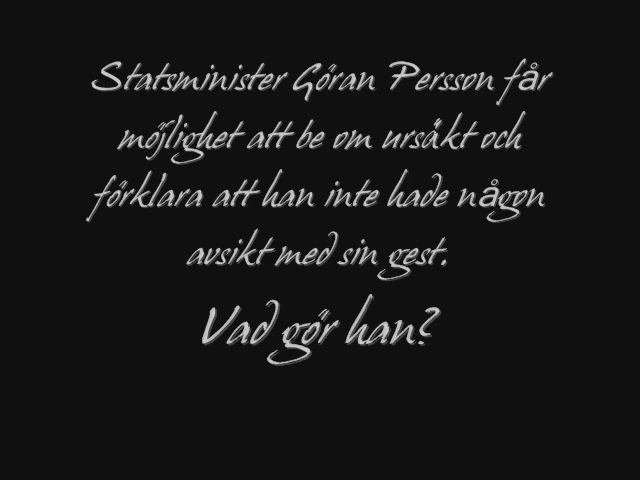 Statsminister Göran Persson får
möjlighet att be om ursäkt och
förklara att han inte hade någon
avsikt med sin gest.
Vad gör han?